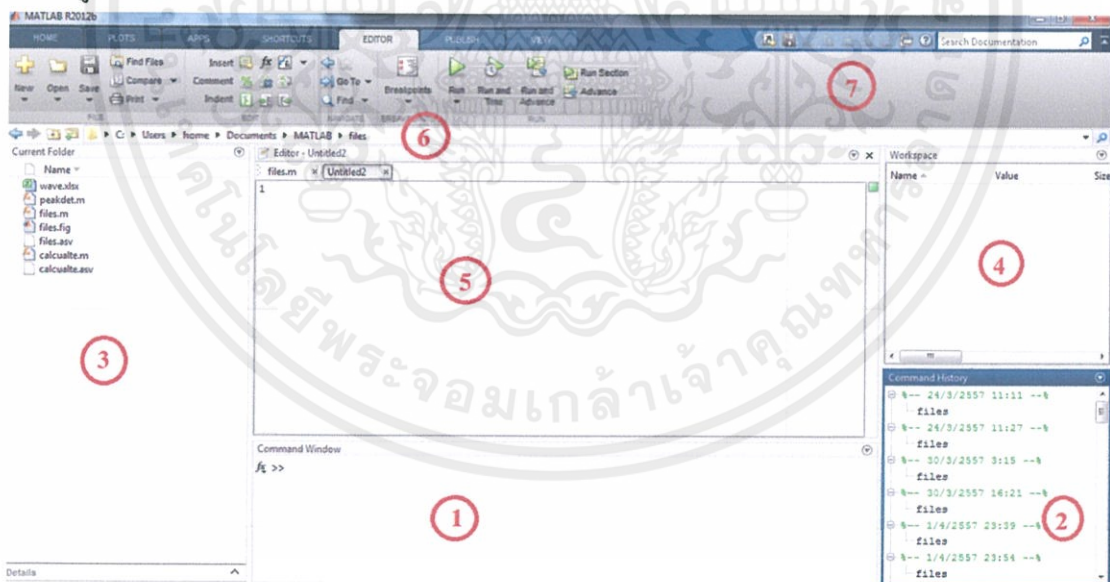 MATLAB R2012b
HOME PLOTS APPS SHORTCUTS EDITOR PUBLISH VIEW Search Documentation
Find Files Insert fx
Compare Comment Go To Run Section
New Open Save Print Indent Find Breakpoints Run Run and Time Run and Advance Advance
FILE EDIT NAVIGATE RUN
7
C: Users home Documents MATLAB files
6
Current Folder
Name
wave.xlsx
peakdet.m
files.m
files.fig
files.asv
calcualte.m
calcualte.asv
3
Details
Editor - Untitled2
files.m Untitled2
1
5
Command Window
fx >>
1
Workspace
Name Value Size
4
Command History
%-- 24/3/2557 11:11 --%
files
%-- 24/3/2557 11:27 --%
files
%-- 30/3/2557 3:15 --%
files
%-- 30/3/2557 16:21 --%
files
%-- 1/4/2557 23:39 --%
files
%-- 1/4/2557 23:54 --%
files
2